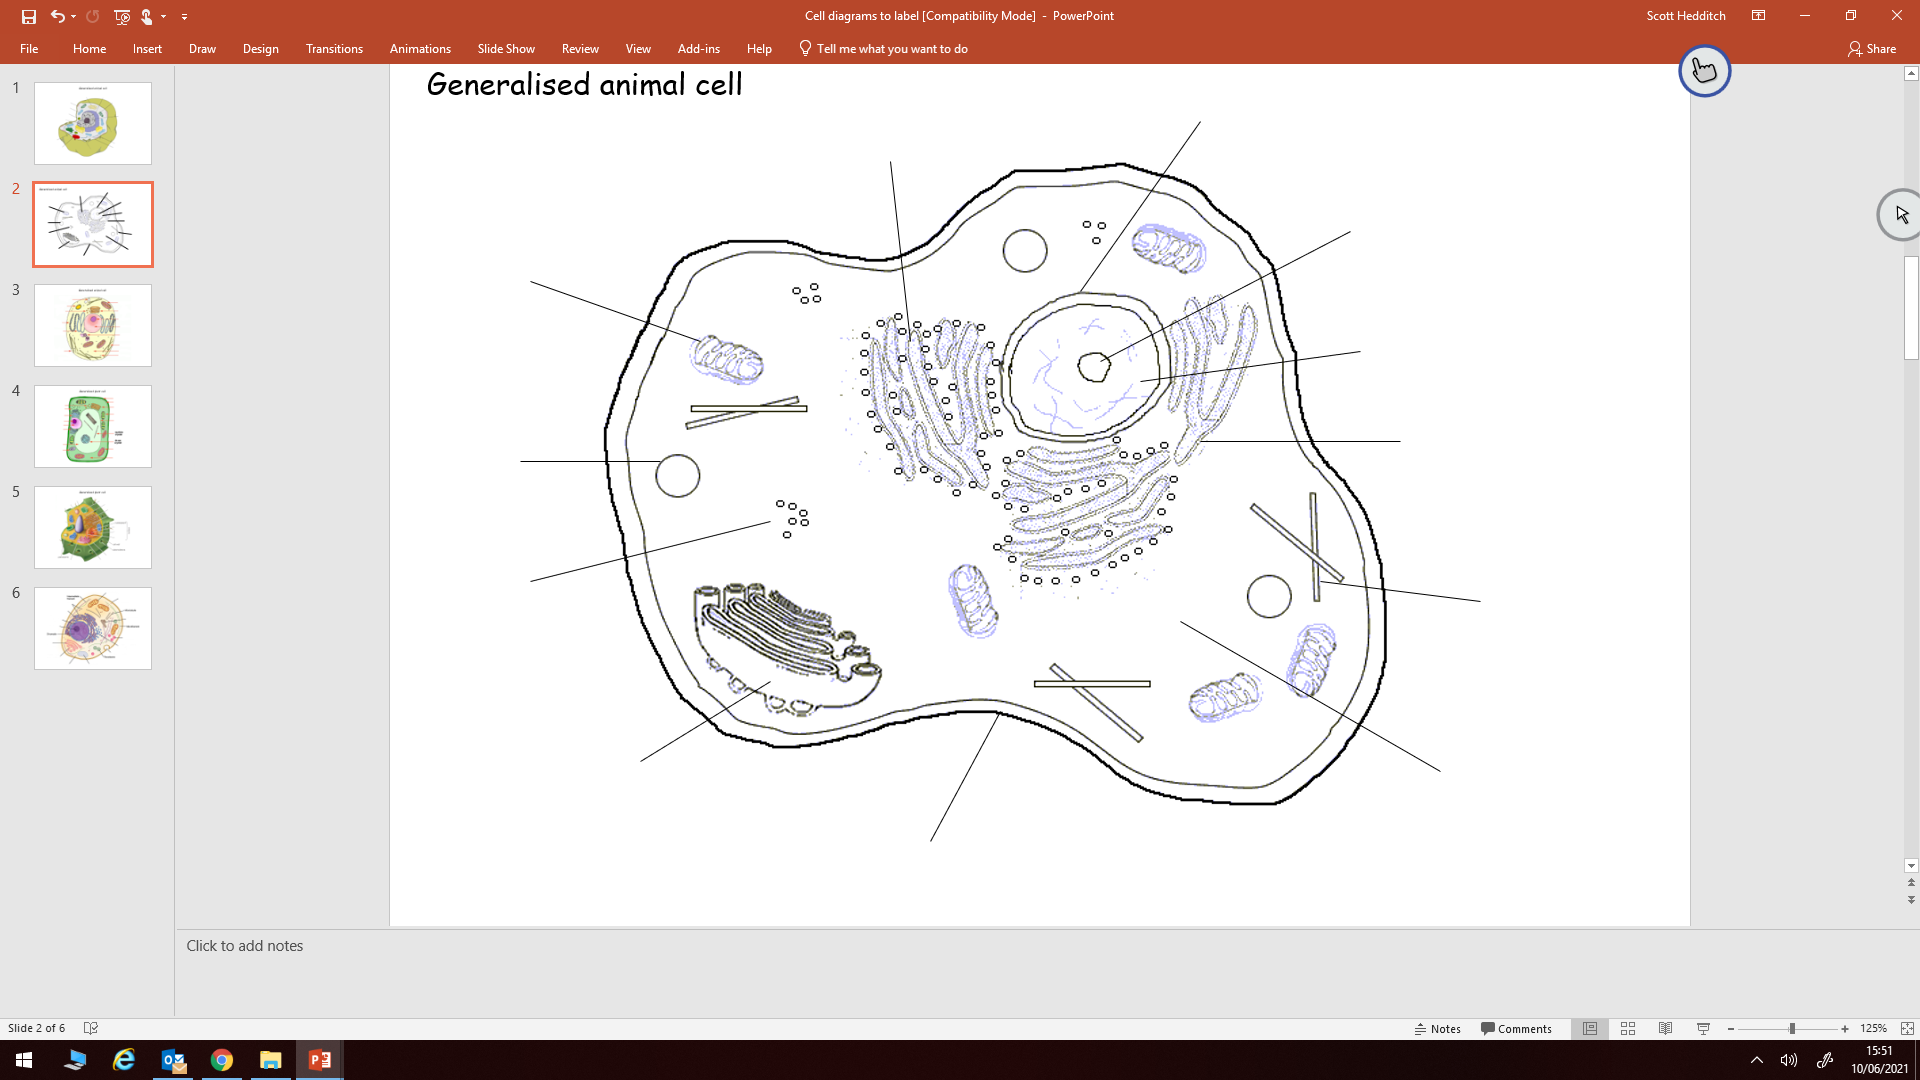 Cell diagrams to label [Compatibility Mode] - PowerPoint
Scott Hedditch
File Home Insert Draw Design Transitions Animations Slide Show Review View Add-ins Help Tell me what you want to do
Share
Generalised animal cell
1
2
3
4
5
6
Click to add notes
Slide 2 of 6
Notes Comments 125%
15:51
10/06/2021